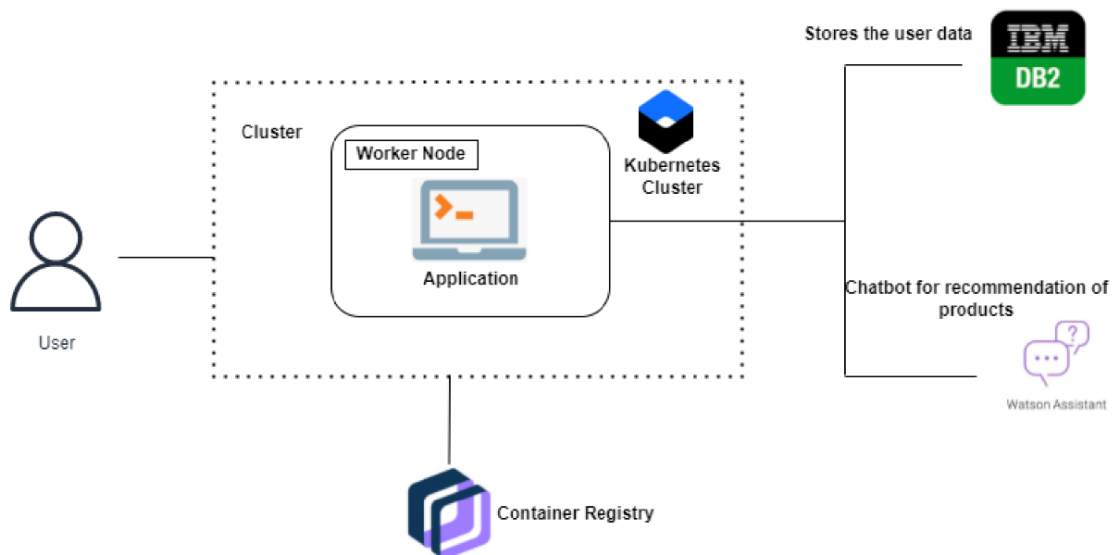 Stores the user data
IBM
DB2
Cluster
Worker Node
Kubernetes
Cluster
Application
User
Chatbot for recommendation of
products
?
Watson Assistant
Container Registry